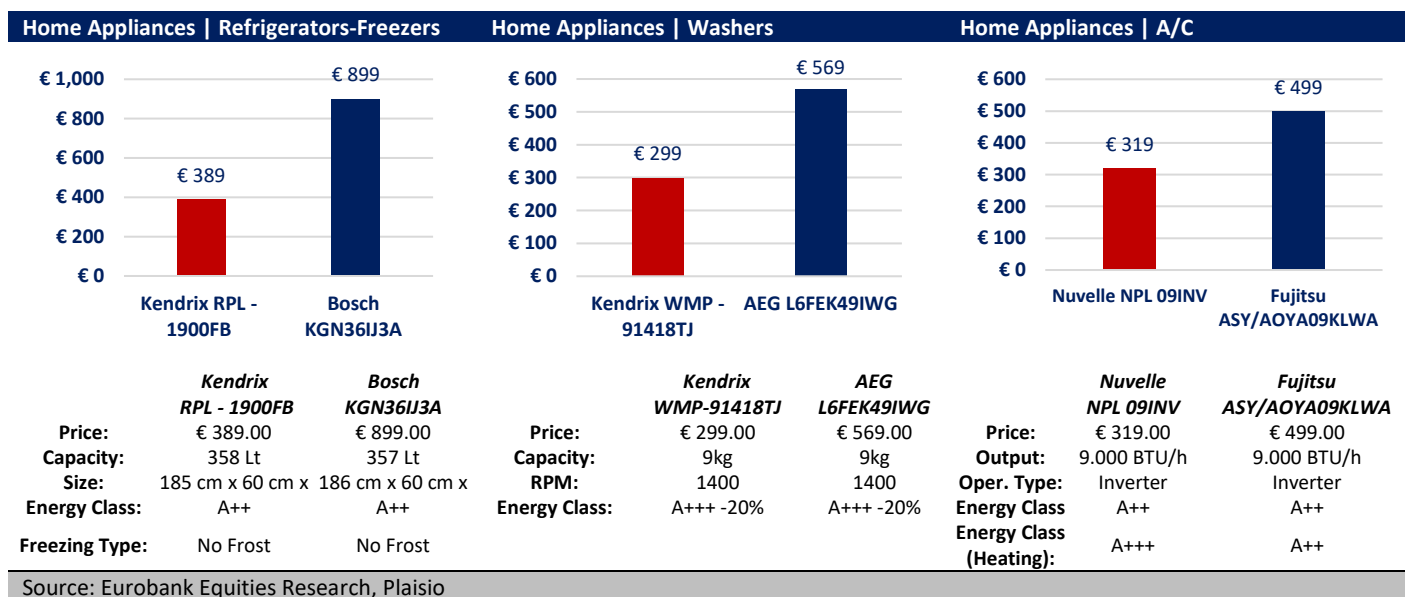 Home Appliances | Refrigerators-Freezers
€ 1,000
€ 800
€ 600
€ 400
€ 200
€ 0
€ 389
€ 899
Kendrix RPL -
1900FB
Bosch
KGN36IJ3A
Kendrix
RPL - 1900FB
Bosch
KGN36IJ3A
Price: € 389.00 € 899.00
Capacity: 358 Lt 357 Lt
Size: 185 cm x 60 cm x 186 cm x 60 cm x
Energy Class: A++ A++
Freezing Type: No Frost No Frost
Home Appliances | Washers
€ 600
€ 500
€ 400
€ 300
€ 200
€ 100
€ 0
€ 299
€ 569
Kendrix WMP -
91418TJ
AEG L6FEK49IWG
Kendrix
WMP-91418TJ
AEG
L6FEK49IWG
Price: € 299.00 € 569.00
Capacity: 9kg 9kg
RPM: 1400 1400
Energy Class: A+++ -20% A+++ -20%
Home Appliances | A/C
€ 600
€ 500
€ 400
€ 300
€ 200
€ 100
€ 0
€ 319
€ 499
Nuvelle NPL 09INV
Fujitsu
ASY/AOYA09KLWA
Nuvelle
NPL 09INV
Fujitsu
ASY/AOYA09KLWA
Price: € 319.00 € 499.00
Output: 9.000 BTU/h 9.000 BTU/h
Oper. Type: Inverter Inverter
Energy Class A++ A++
Energy Class
(Heating): A+++ A++
Source: Eurobank Equities Research, Plaisio